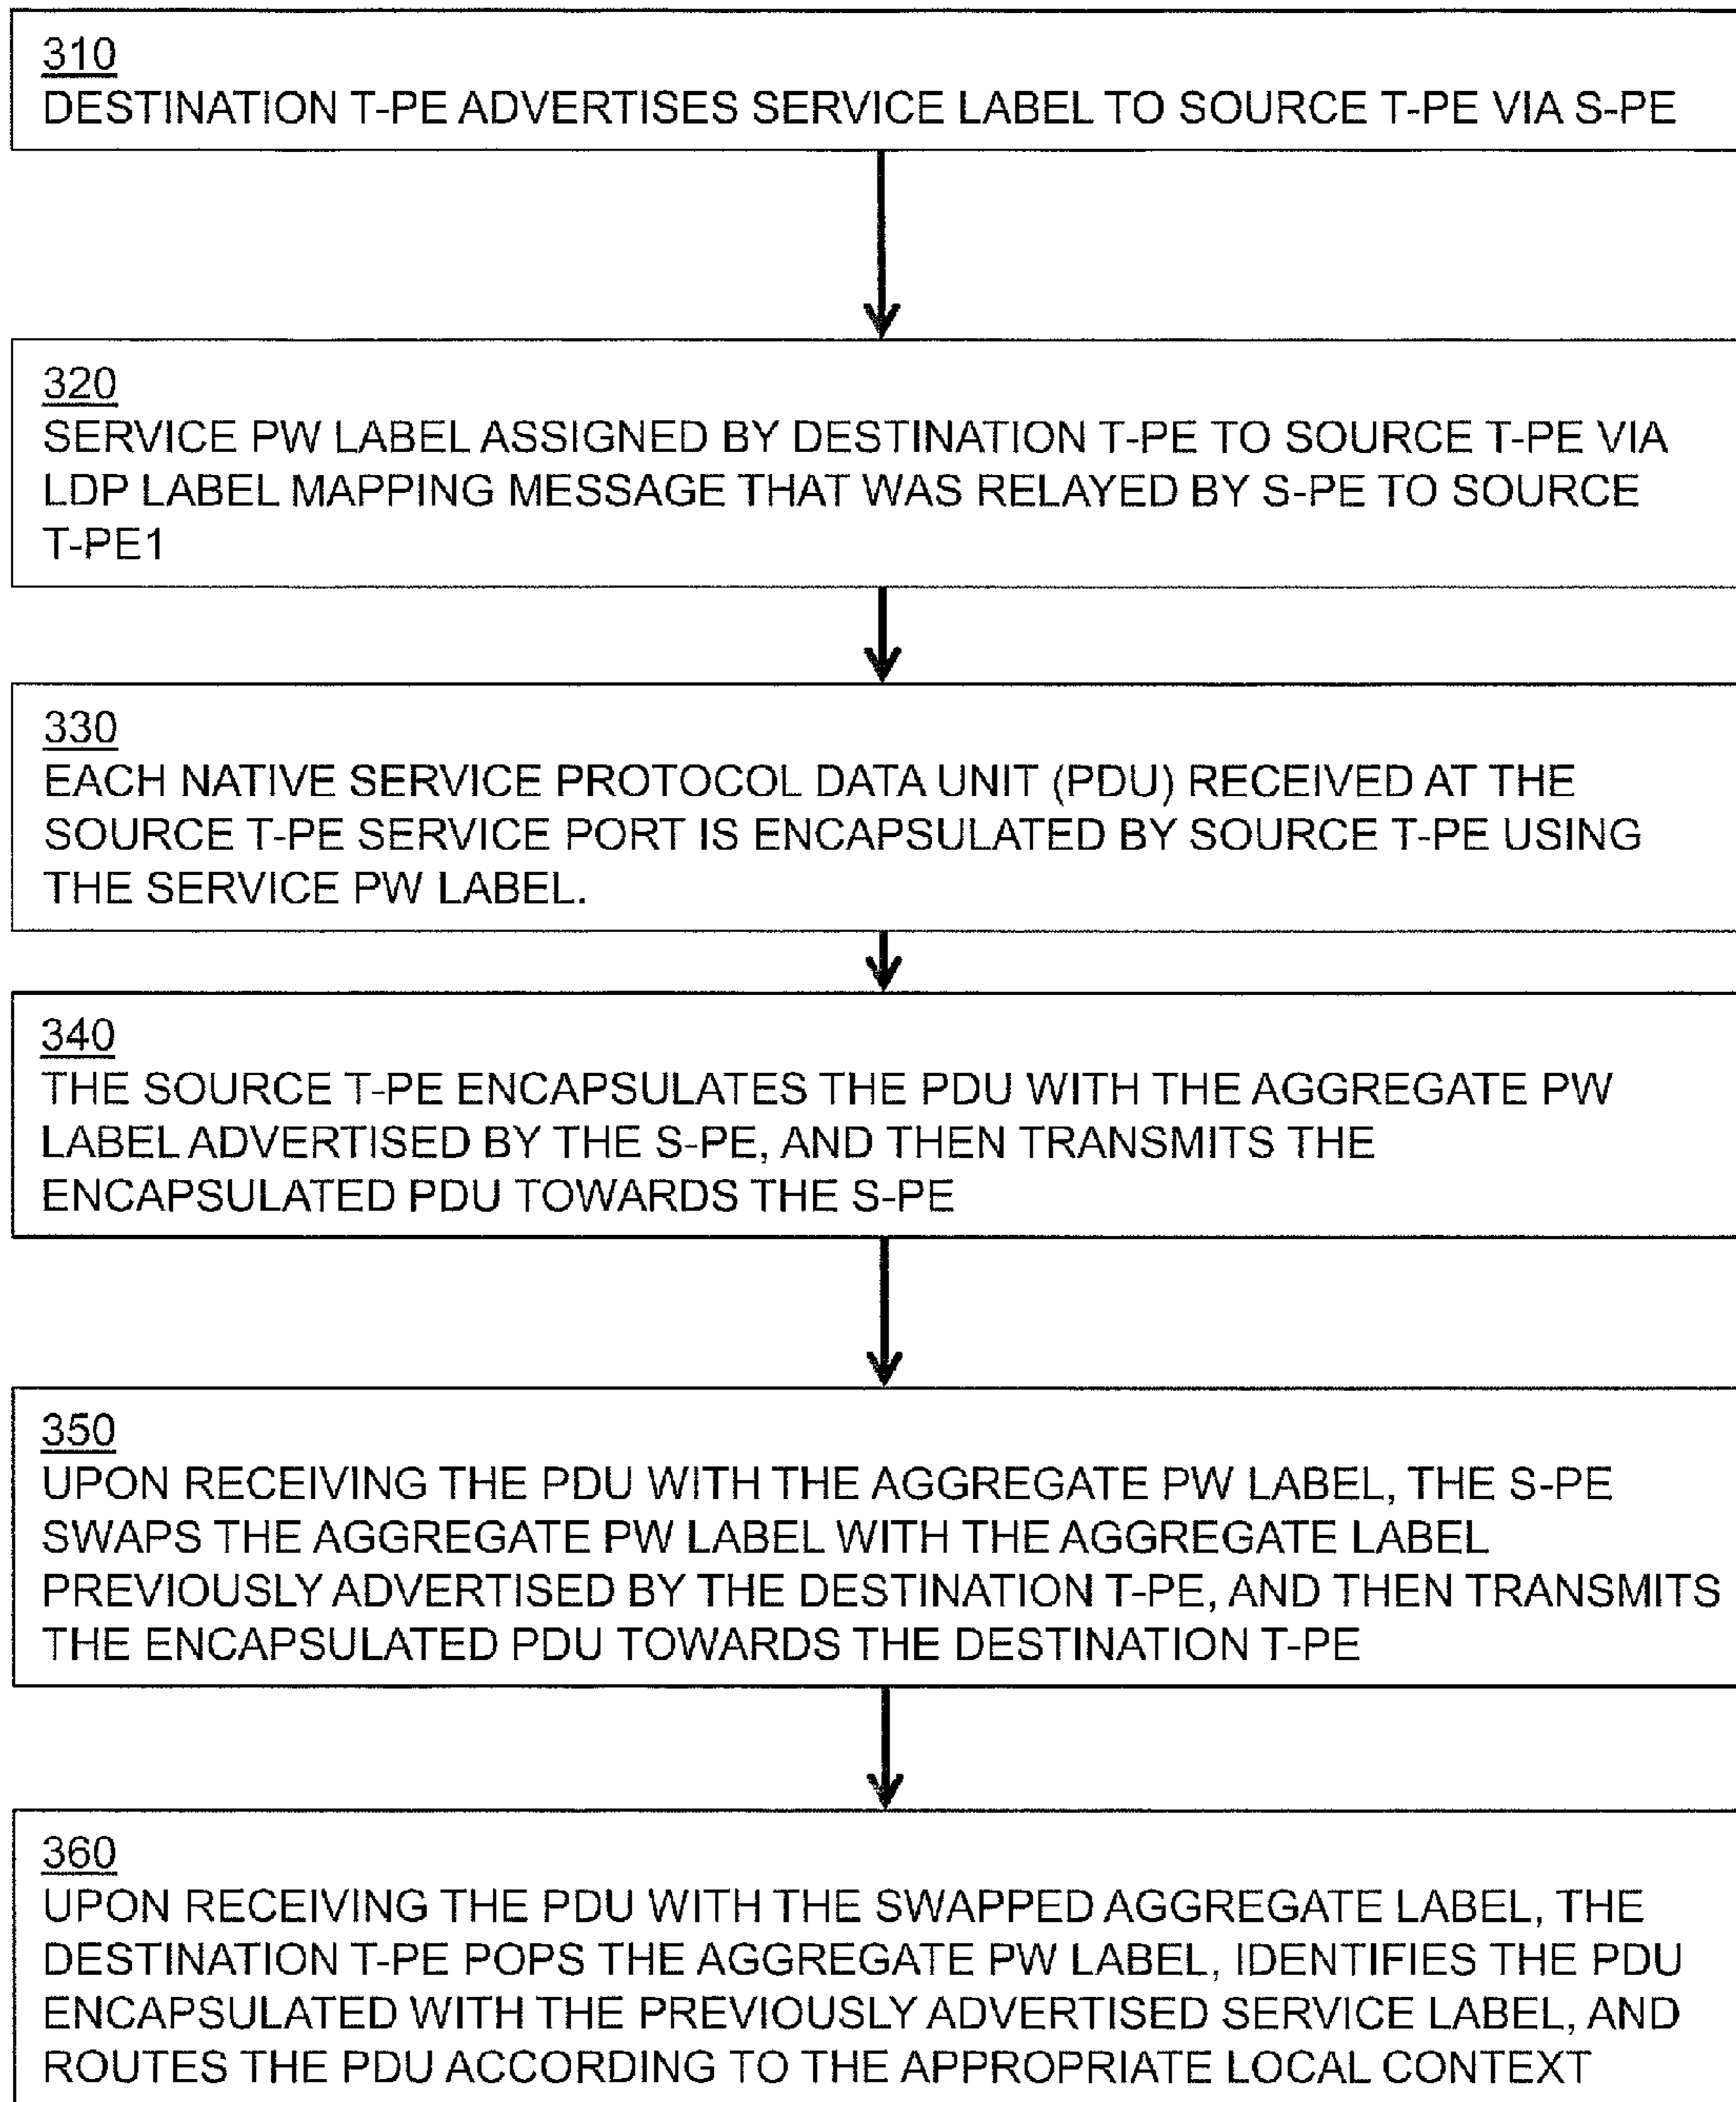 310
DESTINATION T-PE ADVERTISES SERVICE LABEL TO SOURCE T-PE VIA S-PE
320
SERVICE PW LABEL ASSIGNED BY DESTINATION T-PE TO SOURCE T-PE VIA
LDP LABEL MAPPING MESSAGE THAT WAS RELAYED BY S-PE TO SOURCE
T-PE1
330
EACH NATIVE SERVICE PROTOCOL DATA UNIT (PDU) RECEIVED AT THE
SOURCE T-PE SERVICE PORT IS ENCAPSULATED BY SOURCE T-PE USING
THE SERVICE PW LABEL.
340
THE SOURCE T-PE ENCAPSULATES THE PDU WITH THE AGGREGATE PW
LABEL ADVERTISED BY THE S-PE, AND THEN TRANSMITS THE
ENCAPSULATED PDU TOWARDS THE S-PE
350
UPON RECEIVING THE PDU WITH THE AGGREGATE PW LABEL, THE S-PE
SWAPS THE AGGREGATE PW LABEL WITH THE AGGREGATE LABEL
PREVIOUSLY ADVERTISED BY THE DESTINATION T-PE, AND THEN TRANSMITS
THE ENCAPSULATED PDU TOWARDS THE DESTINATION T-PE
360
UPON RECEIVING THE PDU WITH THE SWAPPED AGGREGATE LABEL, THE
DESTINATION T-PE POPS THE AGGREGATE PW LABEL, IDENTIFIES THE PDU
ENCAPSULATED WITH THE PREVIOUSLY ADVERTISED SERVICE LABEL, AND
ROUTES THE PDU ACCORDING TO THE APPROPRIATE LOCAL CONTEXT